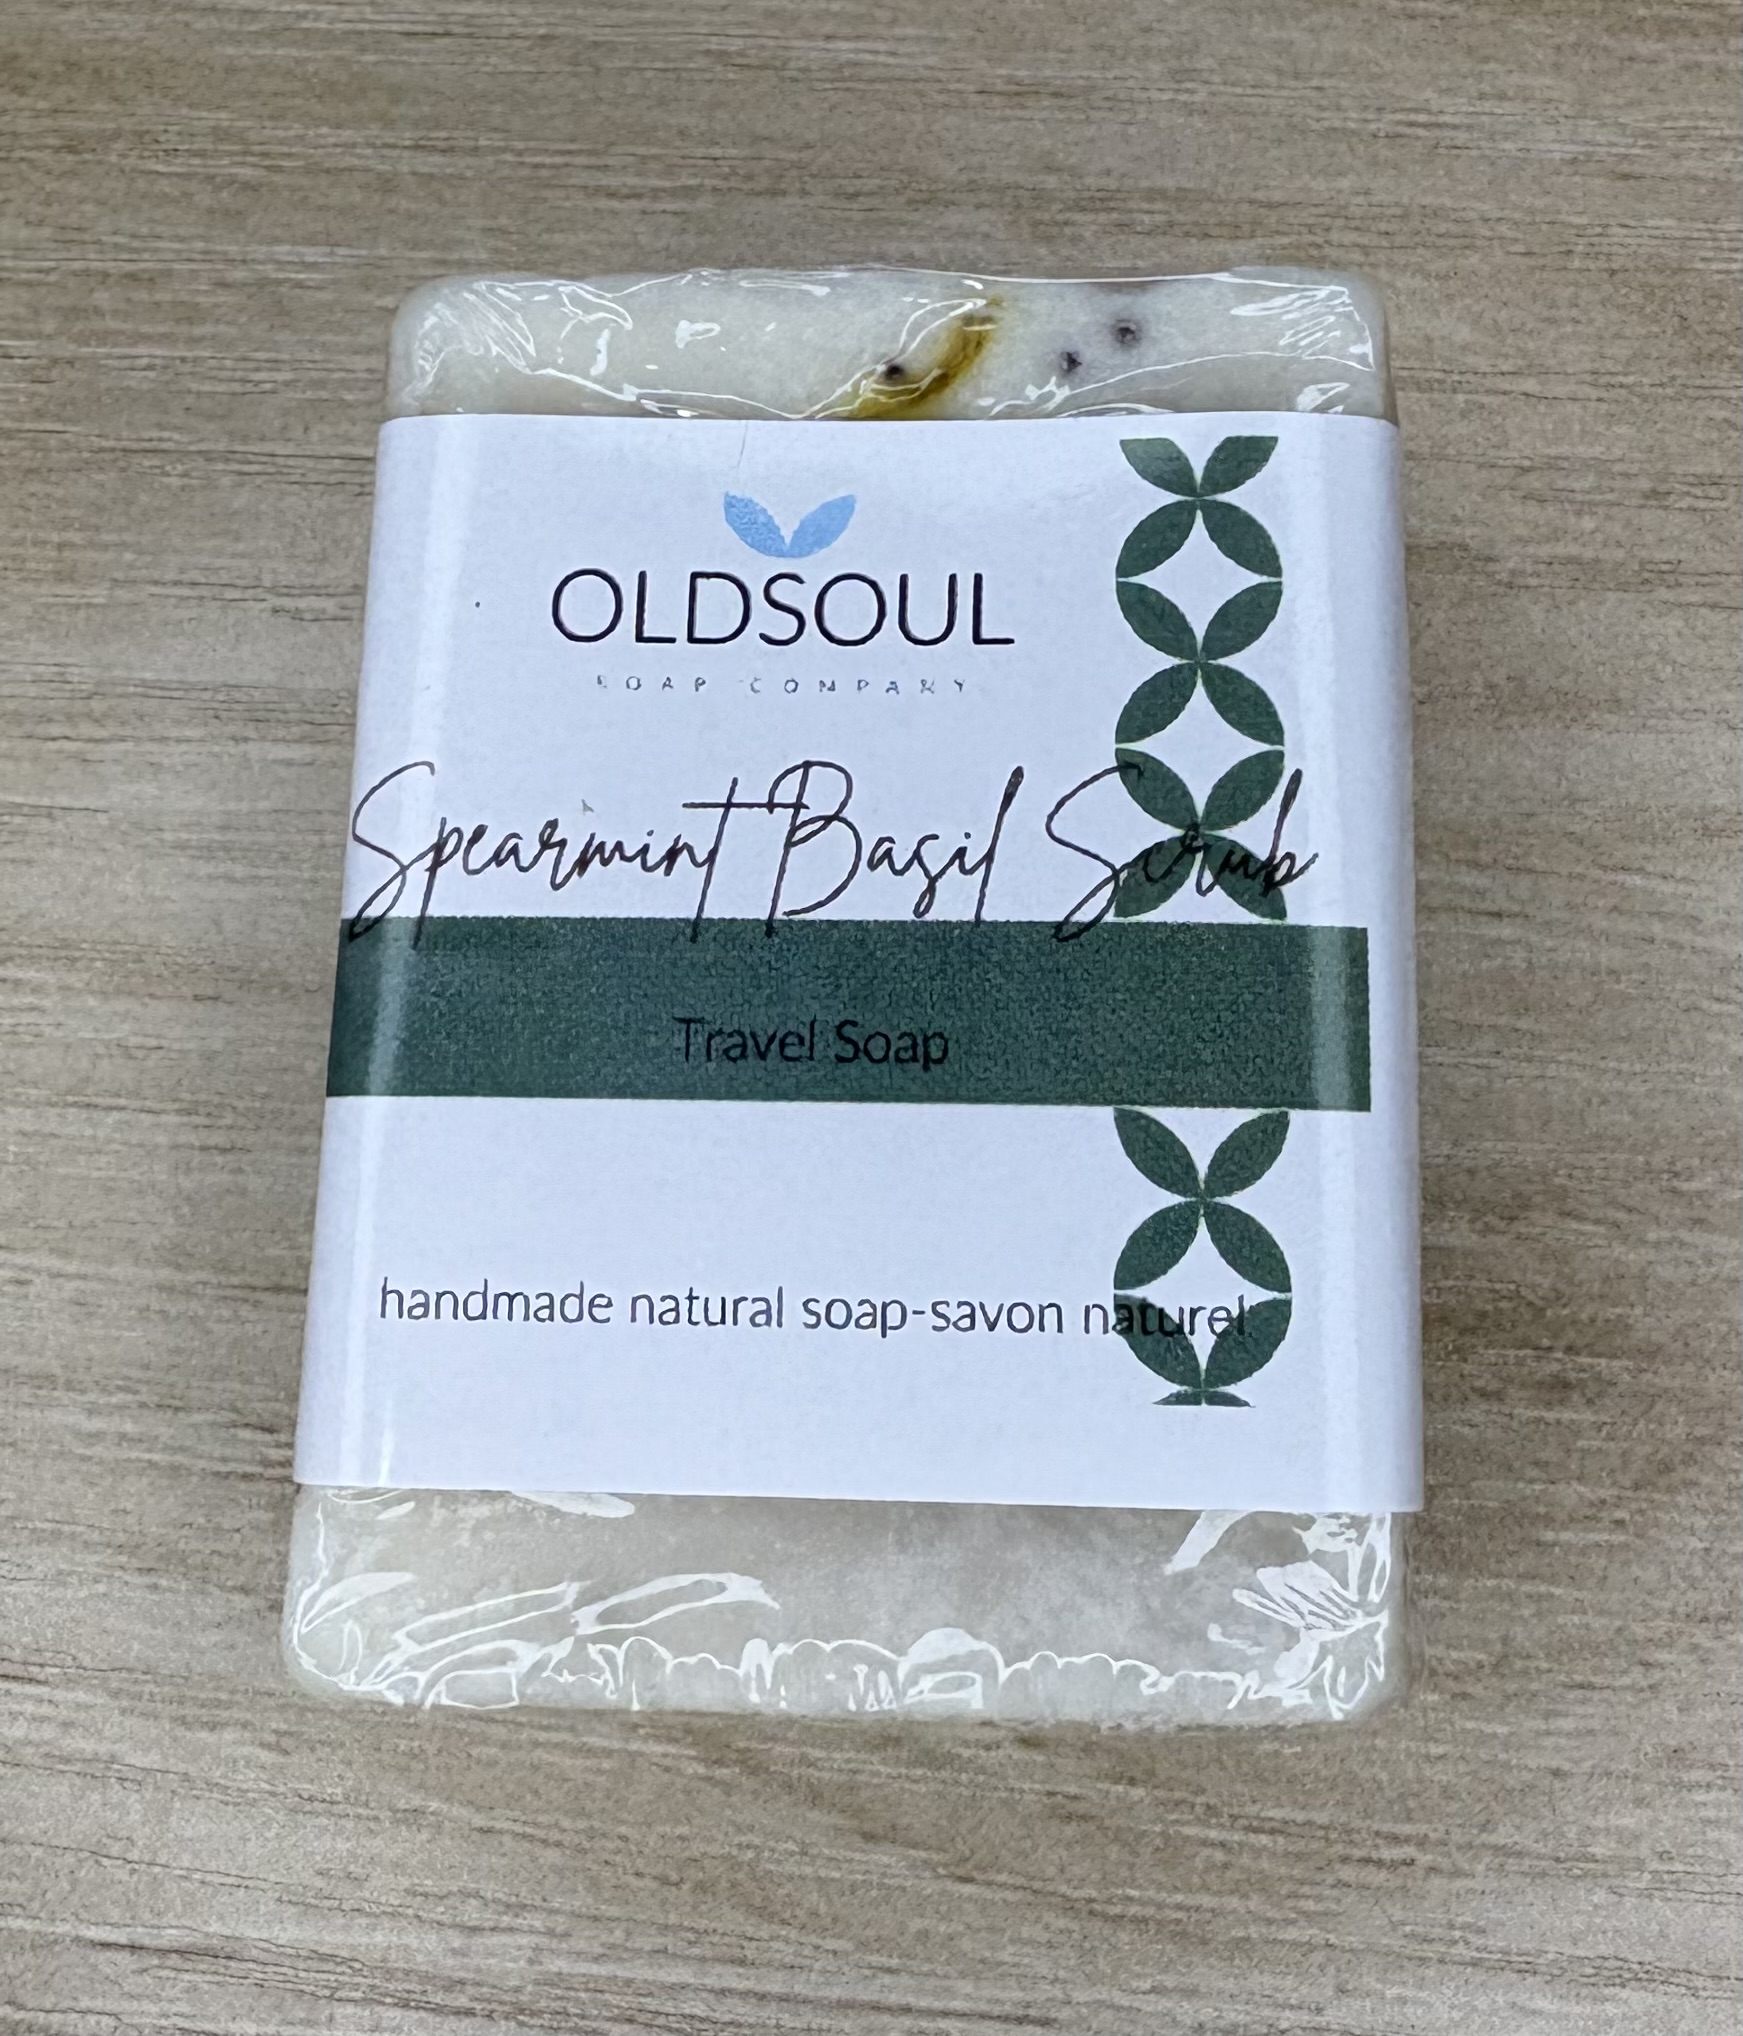 OLDSOUL
SOAP COMPANY
Spearmint Basil Scrub
Travel Soap
handmade natural soap-savon naturel